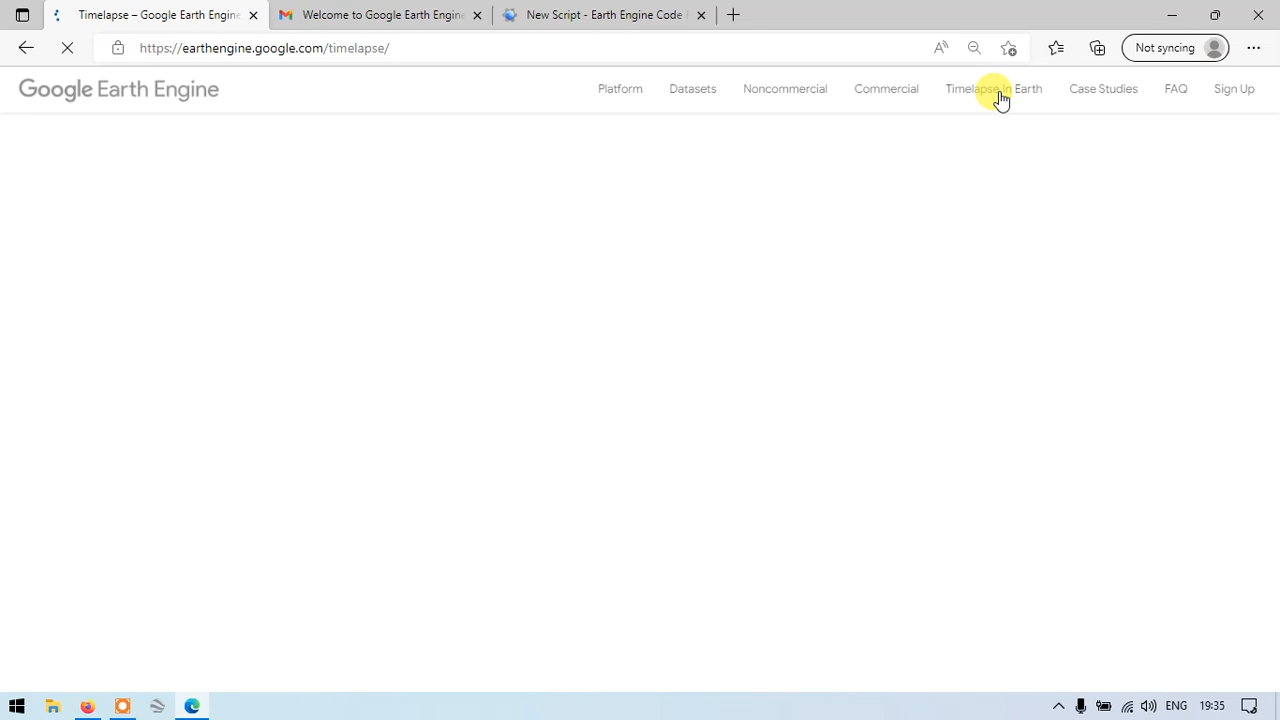 Timelapse – Google Earth Engine
Welcome to Google Earth Engine
New Script - Earth Engine Code E
https://earthengine.google.com/timelapse/
Not syncing
Google Earth Engine
Platform
Datasets
Noncommercial
Commercial
Timelapse In Earth
Case Studies
FAQ
Sign Up
ENG
19:35